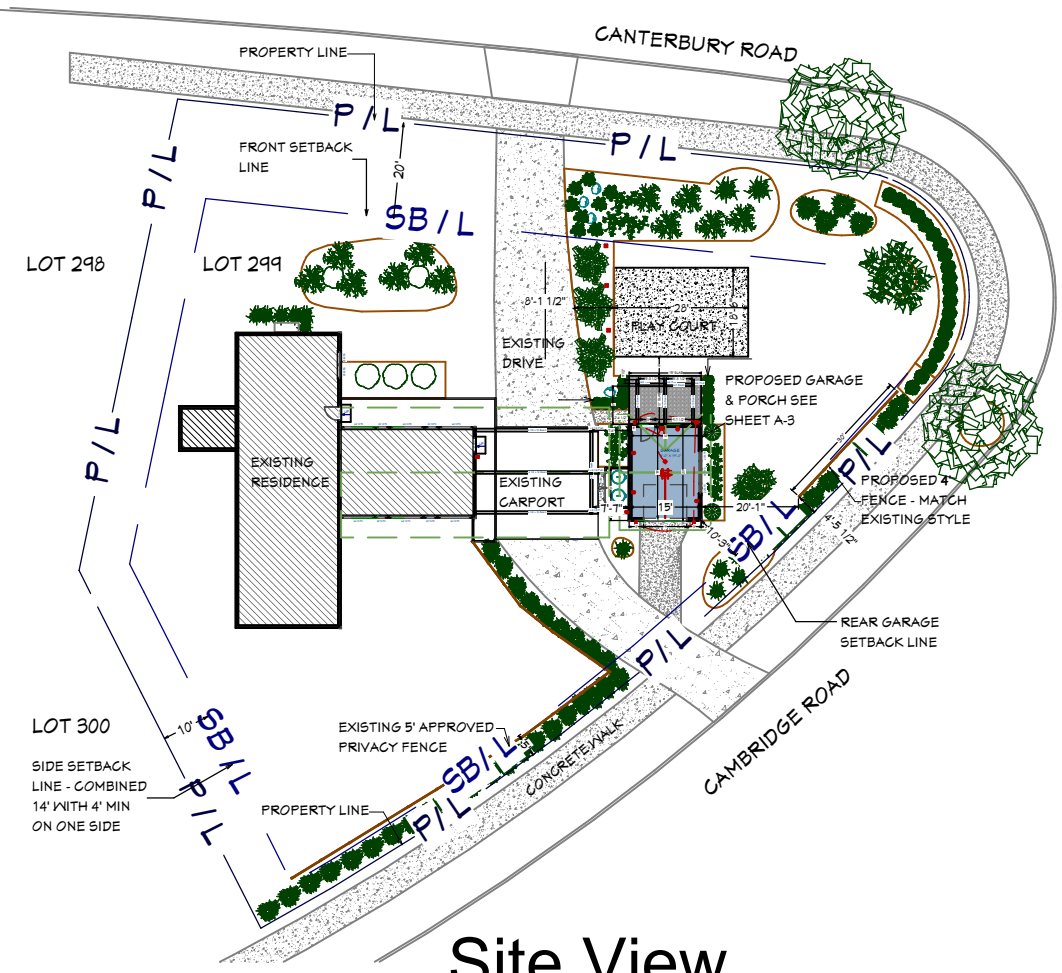 CANTERBURY ROAD
PROPERTY LINE
P / L
P / L
P / L
FRONT SETBACK
LINE
20'
SB / L
LOT 298
LOT 299
8'-1 1/2"
28'
PLAY COURT
EXISTING
DRIVE
PROPOSED GARAGE
& PORCH SEE
SHEET A-3
P / L
EXISTING
RESIDENCE
EXISTING
CARPORT
GARAGE
15'
20'-1"
P / L
PROPOSED 4'
FENCE - MATCH
EXISTING STYLE
4'-5 1/2"
10'-3"
SB / L
REAR GARAGE
SETBACK LINE
P / L
CAMBRIDGE ROAD
LOT 300
10'
SB / L
P / L
SIDE SETBACK
LINE - COMBINED
14' WITH 4' MIN
ON ONE SIDE
EXISTING 5' APPROVED
PRIVACY FENCE
SB / L
CONCRETE WALK
PROPERTY LINE
P / L
Site View